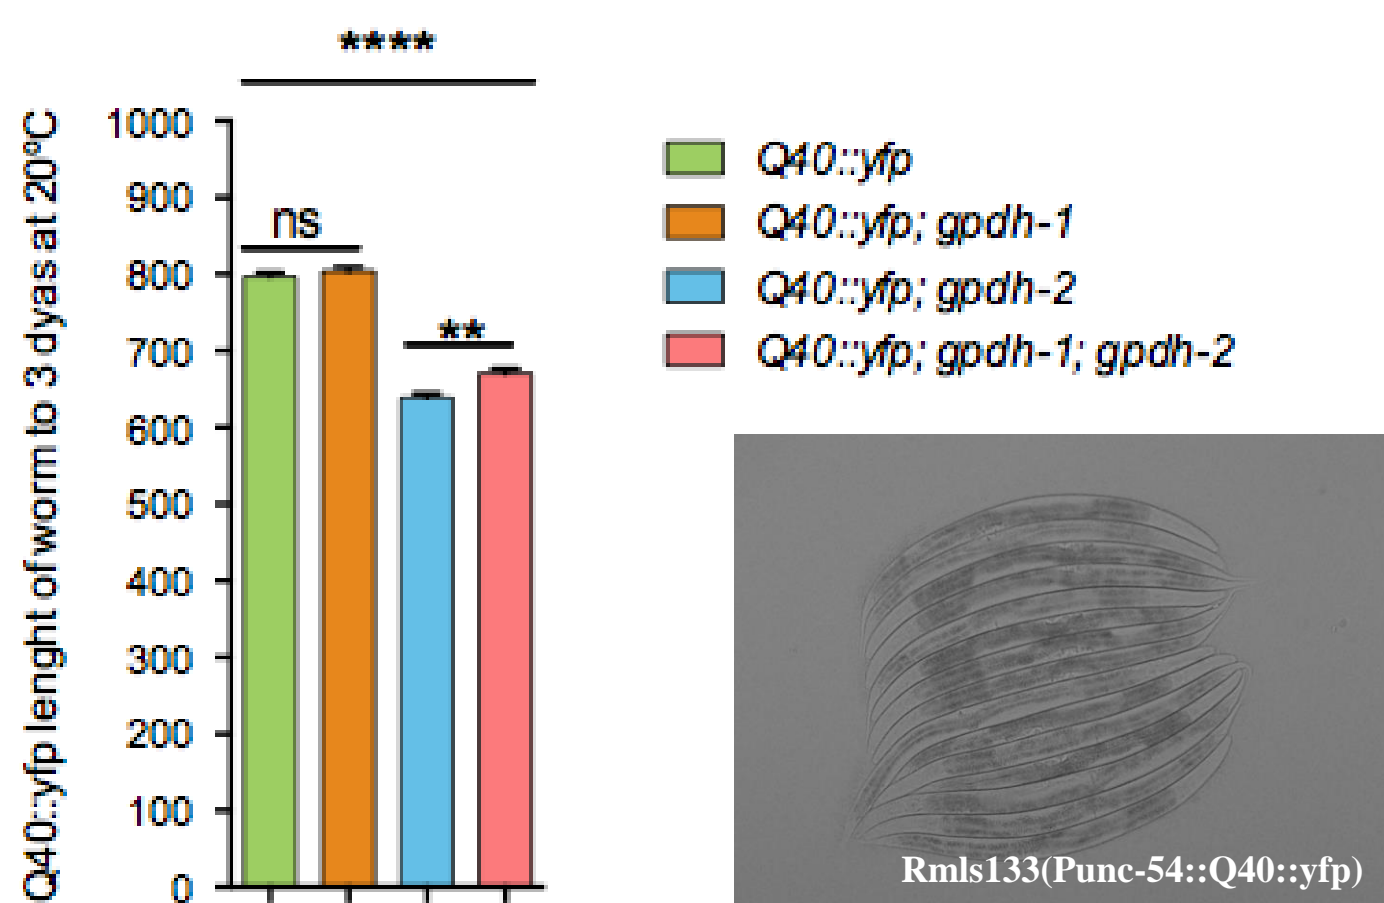 ****
Q40::yfp lenght of worm to 3 dyas at 20ºC
1000
900
800
700
600
500
400
300
200
100
0
ns
**
Q40::yfp
Q40::yfp; gpdh-1
Q40::yfp; gpdh-2
Q40::yfp; gpdh-1; gpdh-2
Rmls133(Punc-54::Q40::yfp)